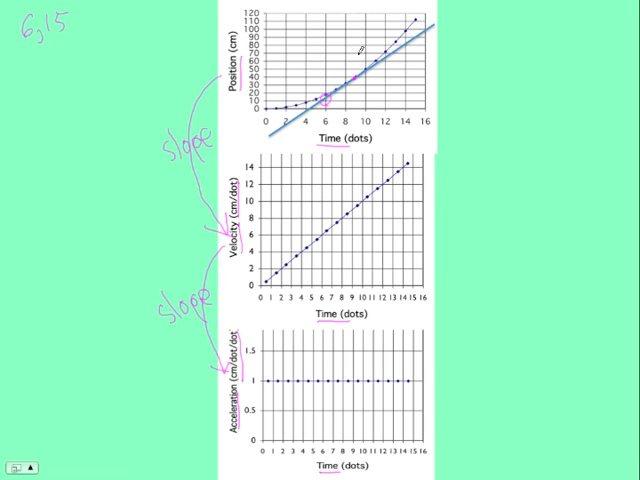 6,15
120
110
100
90
80
70
60
50
40
30
20
10
0
Position (cm)
0 2 4 6 8 10 12 14 16
Time (dots)
slope
14
12
10
8
6
4
2
0
Velocity (cm/dot)
0 1 2 3 4 5 6 7 8 9 10 11 12 13 14 15 16
Time (dots)
slope
1.5
1
0.5
0
Acceleration (cm/dot/dot)
0 1 2 3 4 5 6 7 8 9 10 11 12 13 14 15 16
Time (dots)